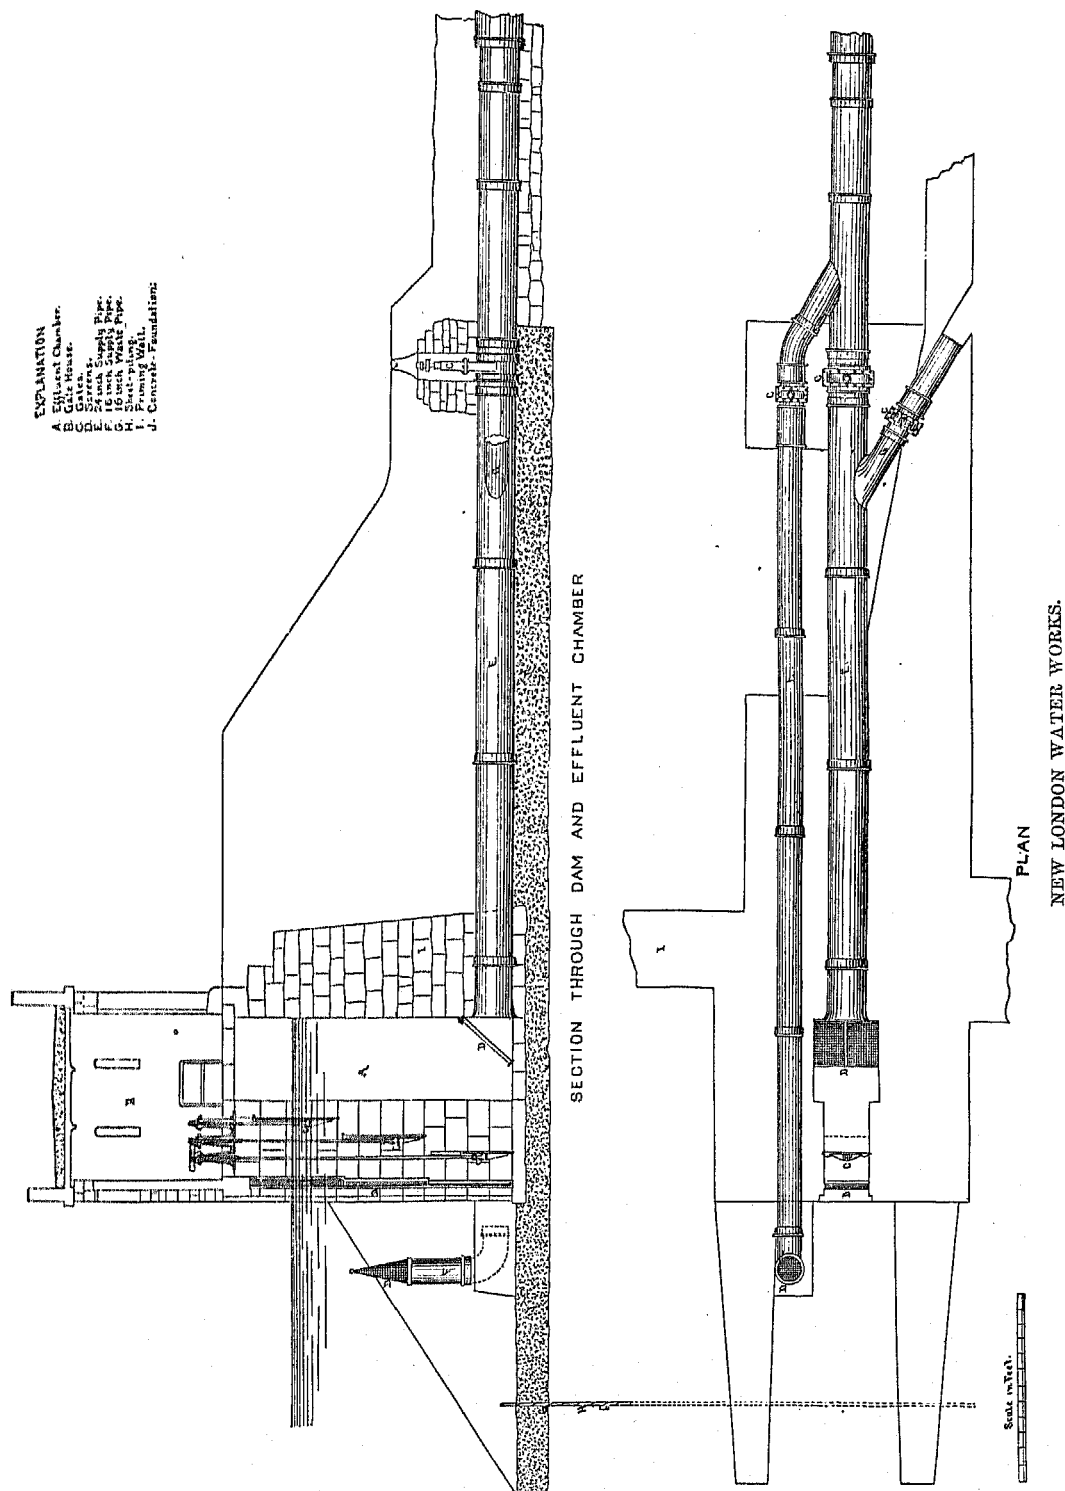 EXPLANATION
A. Effluent Chamber.
B. Gate House.
C. Gates.
D. Screens.
E. 24 inch Supply Pipe.
F. 16 inch Supply Pipe.
G. 16 inch Waste Pipe.
H. Sheet-piling.
I. Priming Wall.
J. Concrete-Foundation:
SECTION THROUGH DAM AND EFFLUENT CHAMBER
PLAN
Scale in Feet.
NEW LONDON WATER WORKS.